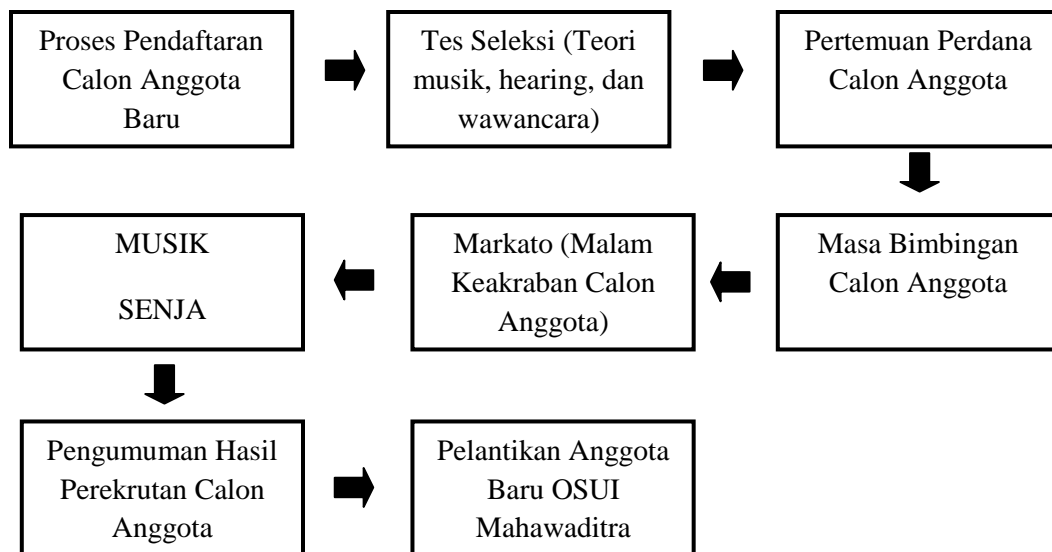 Proses Pendaftaran
Calon Anggota
Baru
Tes Seleksi (Teori
musik, hearing, dan
wawancara)
Pertemuan Perdana
Calon Anggota
Masa Bimbingan
Calon Anggota
Markato (Malam
Keakraban Calon
Anggota)
MUSIK
SENJA
Pengumuman Hasil
Perekrutan Calon
Anggota
Pelantikan Anggota
Baru OSUI
Mahawaditra